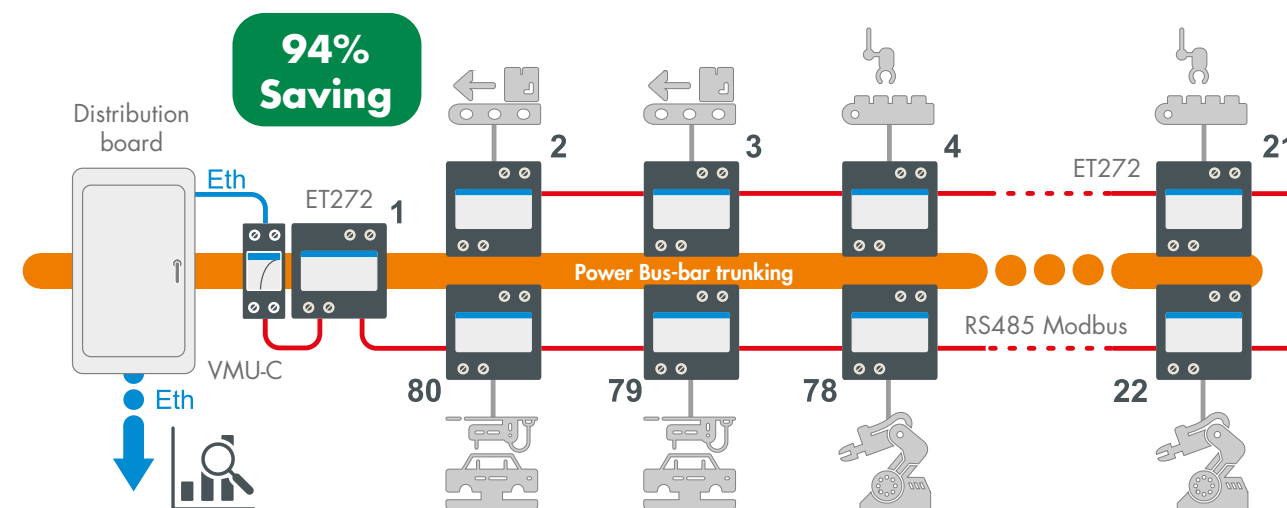 94%
Saving
Distribution
board
Eth
ET272
1
2
3
4
ET272
21
Power Bus-bar trunking
RS485 Modbus
VMU-C
80
79
78
22
Eth